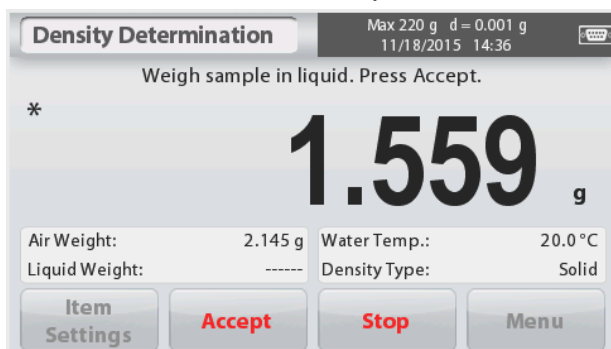 Density Determination
Max 220 g d = 0.001 g
11/18/2015 14:36
Weigh sample in liquid. Press Accept.
*
1.559 g
Air Weight: 2.145 g
Liquid Weight: ------
Water Temp.: 20.0 °C
Density Type: Solid
Item
Settings
Accept
Stop
Menu